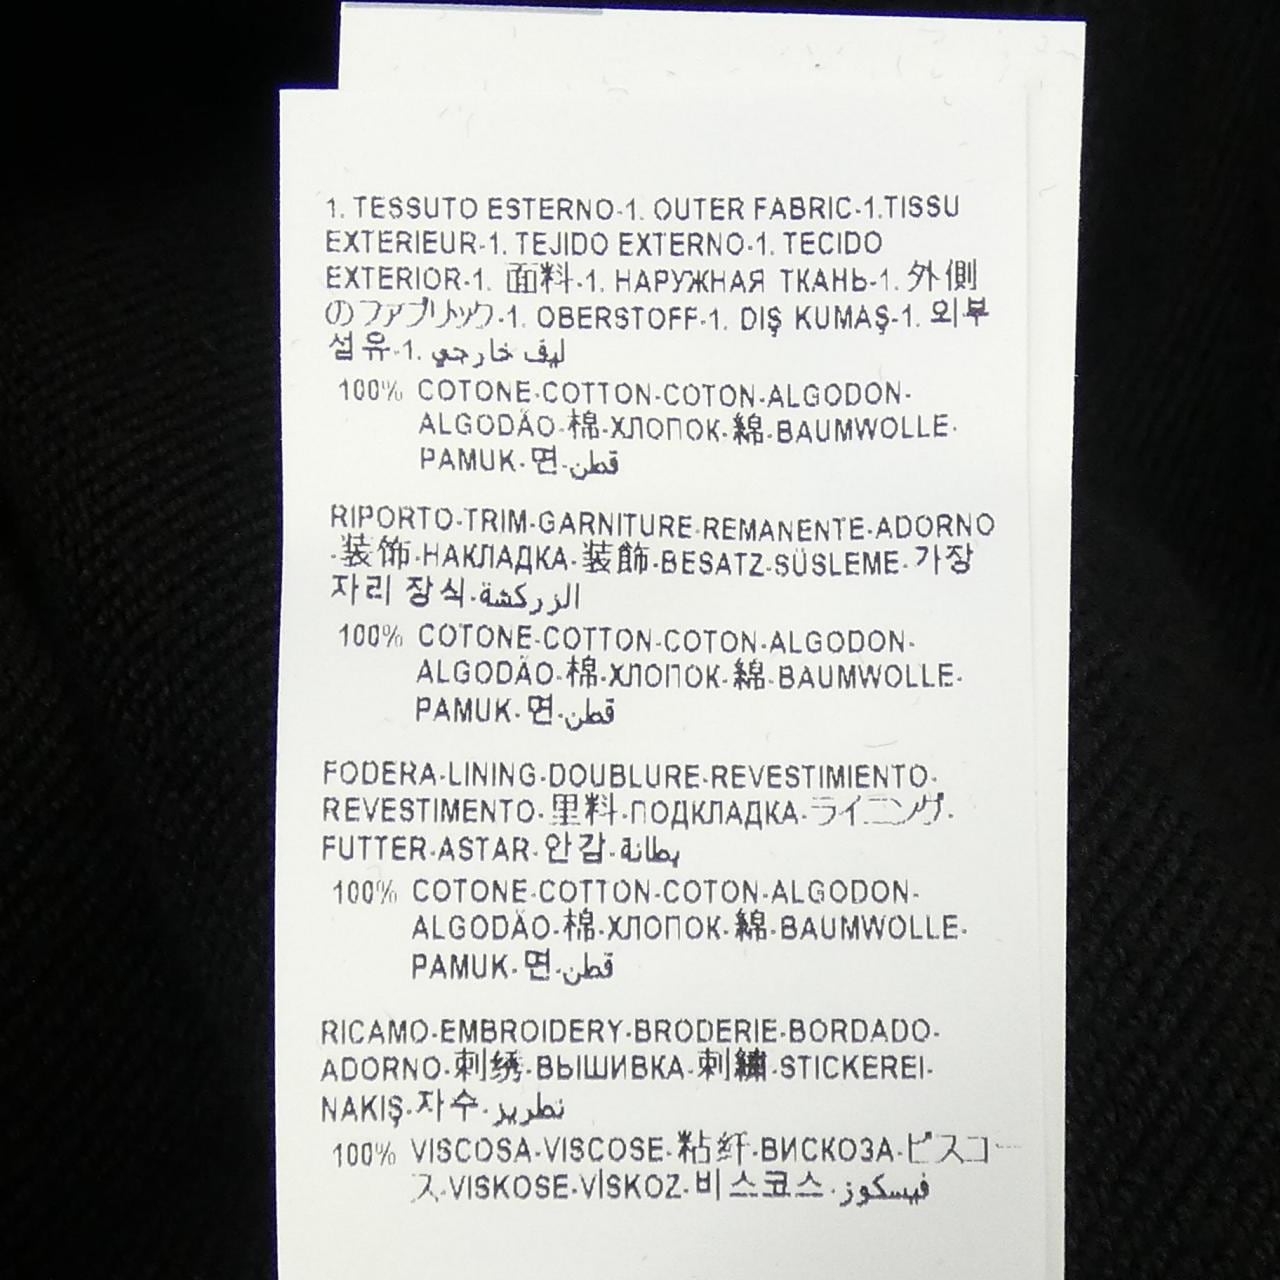 1. TESSUTO ESTERNO-1. OUTER FABRIC-1.TISSU
EXTERIEUR-1. TEJIDO EXTERNO-1. TECIDO
EXTERIOR-1. 面料-1. НАРУЖНАЯ ТКАНЬ-1. 外側
のファブリック-1. OBERSTOFF-1. DIŞ KUMAŞ-1. 외부
섬유-1. ليف خارجي
100% COTONE-COTTON-COTON-ALGODON-
ALGODÃO-棉-ХЛОПОК-綿-BAUMWOLLE-
PAMUK-면-قطن
RIPORTO-TRIM-GARNITURE-REMANENTE-ADORNO
-装饰-НАКЛАДКА-装飾-BESATZ-SÜSLEME-가장
자리 장식-الزركشة
100% COTONE-COTTON-COTON-ALGODON-
ALGODÃO-棉-ХЛОПОК-綿-BAUMWOLLE-
PAMUK-면-قطن
FODERA-LINING-DOUBLURE-REVESTIMIENTO-
REVESTIMENTO-里料-ПОДКЛАДКА-ライニング-
FUTTER-ASTAR-안감-بطانة
100% COTONE-COTTON-COTON-ALGODON-
ALGODÃO-棉-ХЛОПОК-綿-BAUMWOLLE-
PAMUK-면-قطن
RICAMO-EMBROIDERY-BRODERIE-BORDADO-
ADORNO-刺绣-ВЫШИВКА-刺繍-STICKEREI-
NAKIŞ-자수-تطريز
100% VISCOSA-VISCOSE-粘纤-ВИСКОЗА-ビスコー
ス-VISKOSE-VİSKOZ-비스코스-فيسكوز